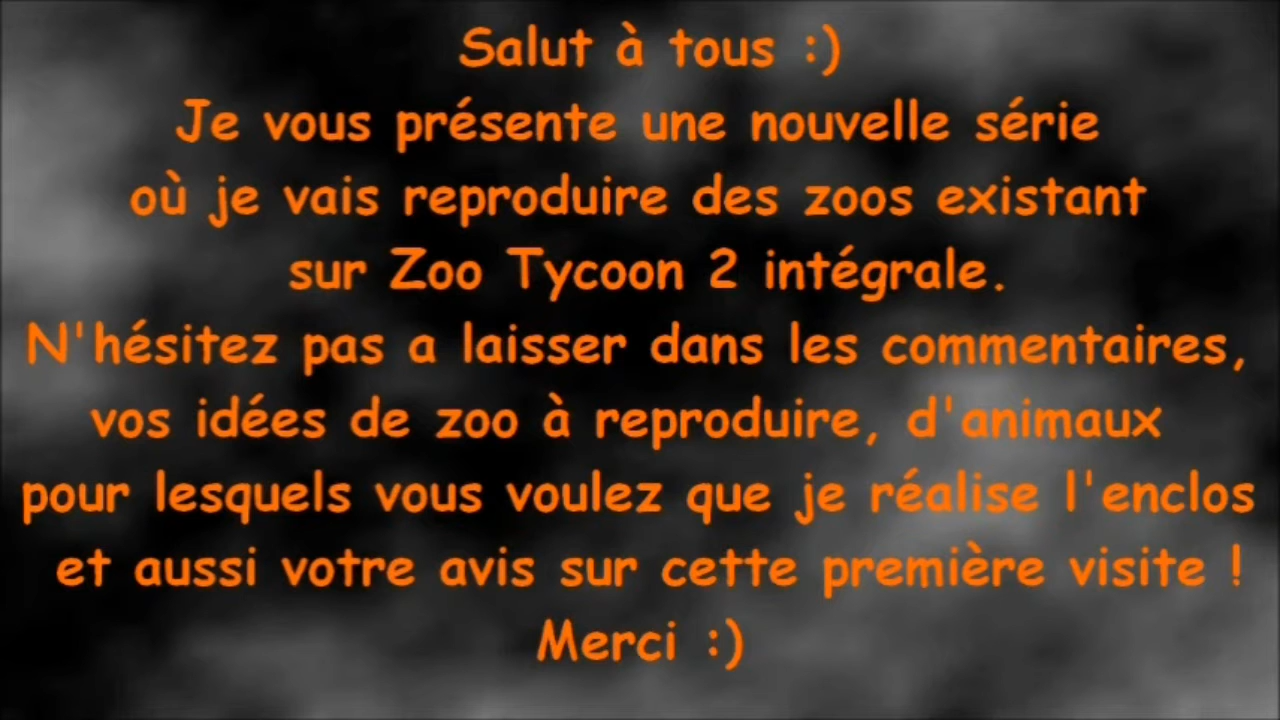 Salut à tous :)
Je vous présente une nouvelle série
où je vais reproduire des zoos existant
sur Zoo Tycoon 2 intégrale.
N'hésitez pas a laisser dans les commentaires,
vos idées de zoo à reproduire, d'animaux
pour lesquels vous voulez que je réalise l'enclos
et aussi votre avis sur cette première visite !
Merci :)